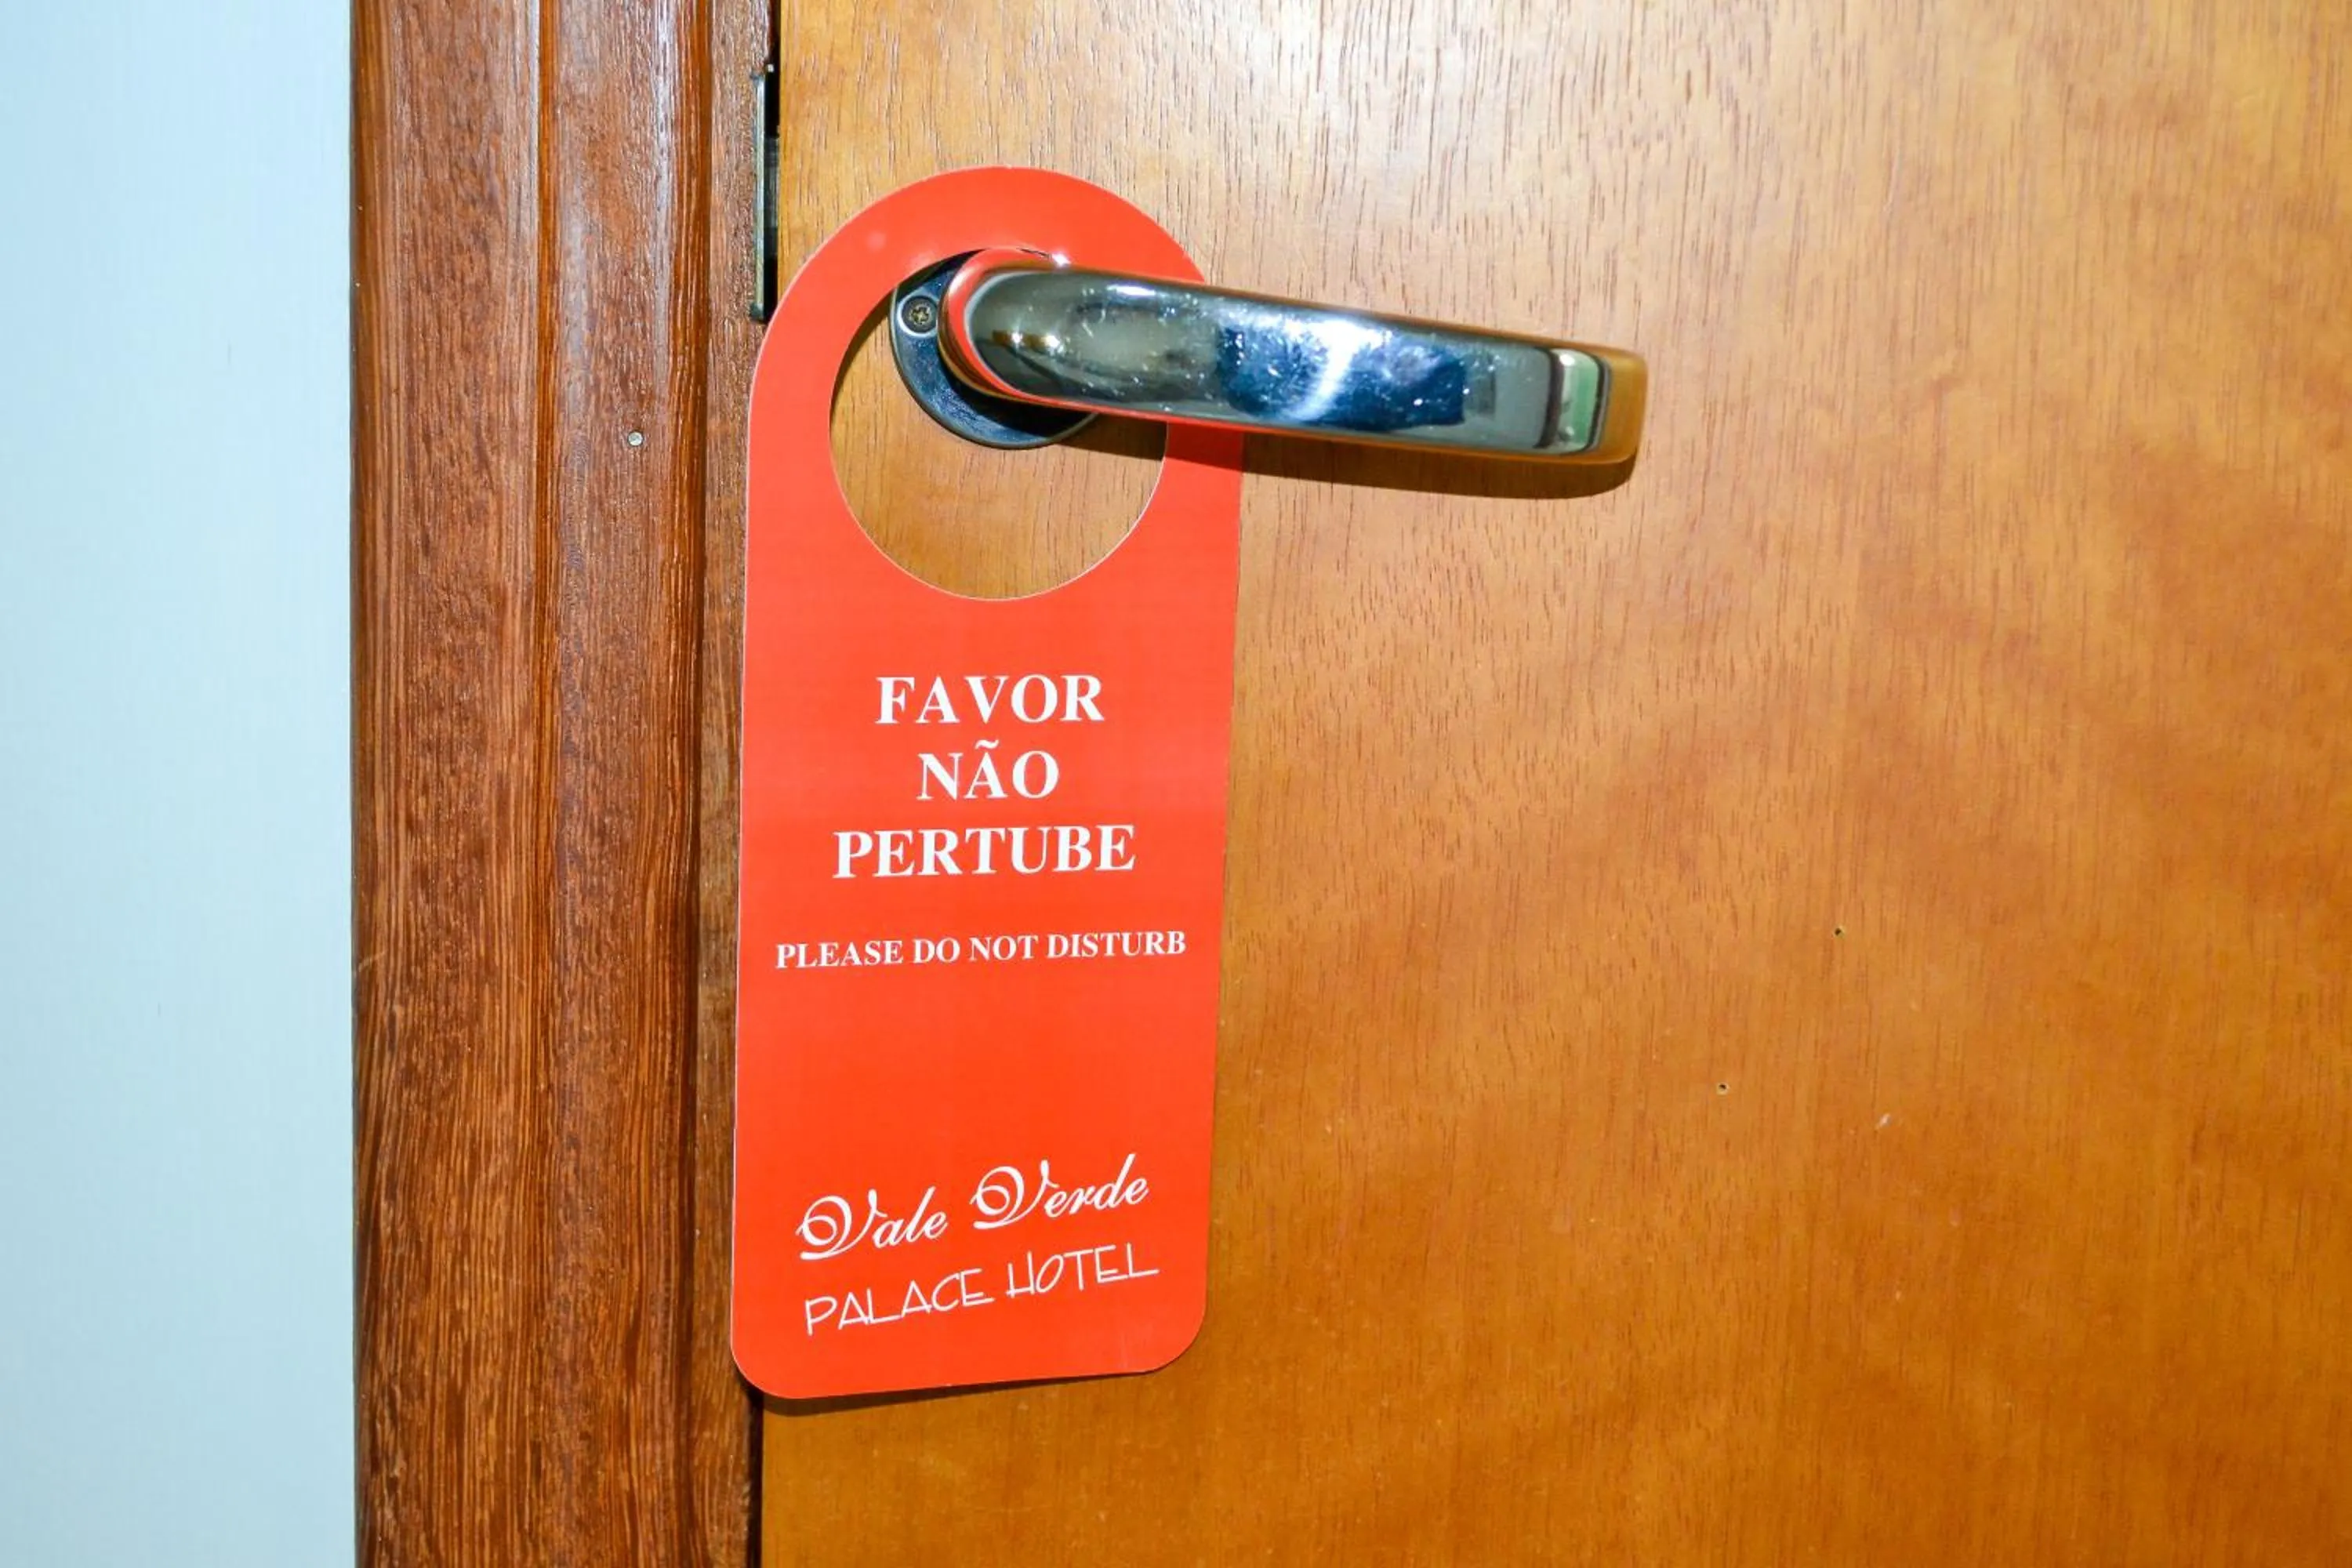 FAVOR
NÃO
PERTUBE
PLEASE DO NOT DISTURB
Vale Verde
PALACE HOTEL